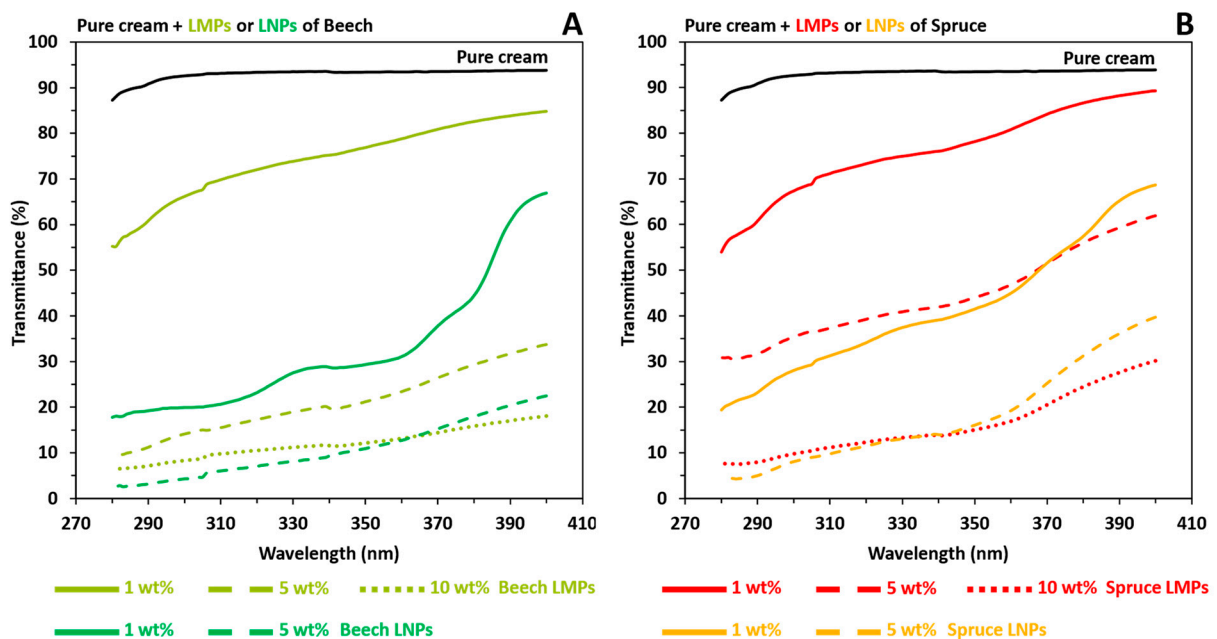 Pure cream + LMPs or LNPs of Beech
A
Pure cream
100
90
80
70
60
50
40
30
20
10
0
Transmittance (%)
270 290 310 330 350 370 390 410
Wavelength (nm)
1 wt% 5 wt% 10 wt% Beech LMPs
1 wt% 5 wt% Beech LNPs
Pure cream + LMPs or LNPs of Spruce
B
Pure cream
100
90
80
70
60
50
40
30
20
10
0
Transmittance (%)
270 290 310 330 350 370 390 410
Wavelength (nm)
1 wt% 5 wt% 10 wt% Spruce LMPs
1 wt% 5 wt% Spruce LNPs